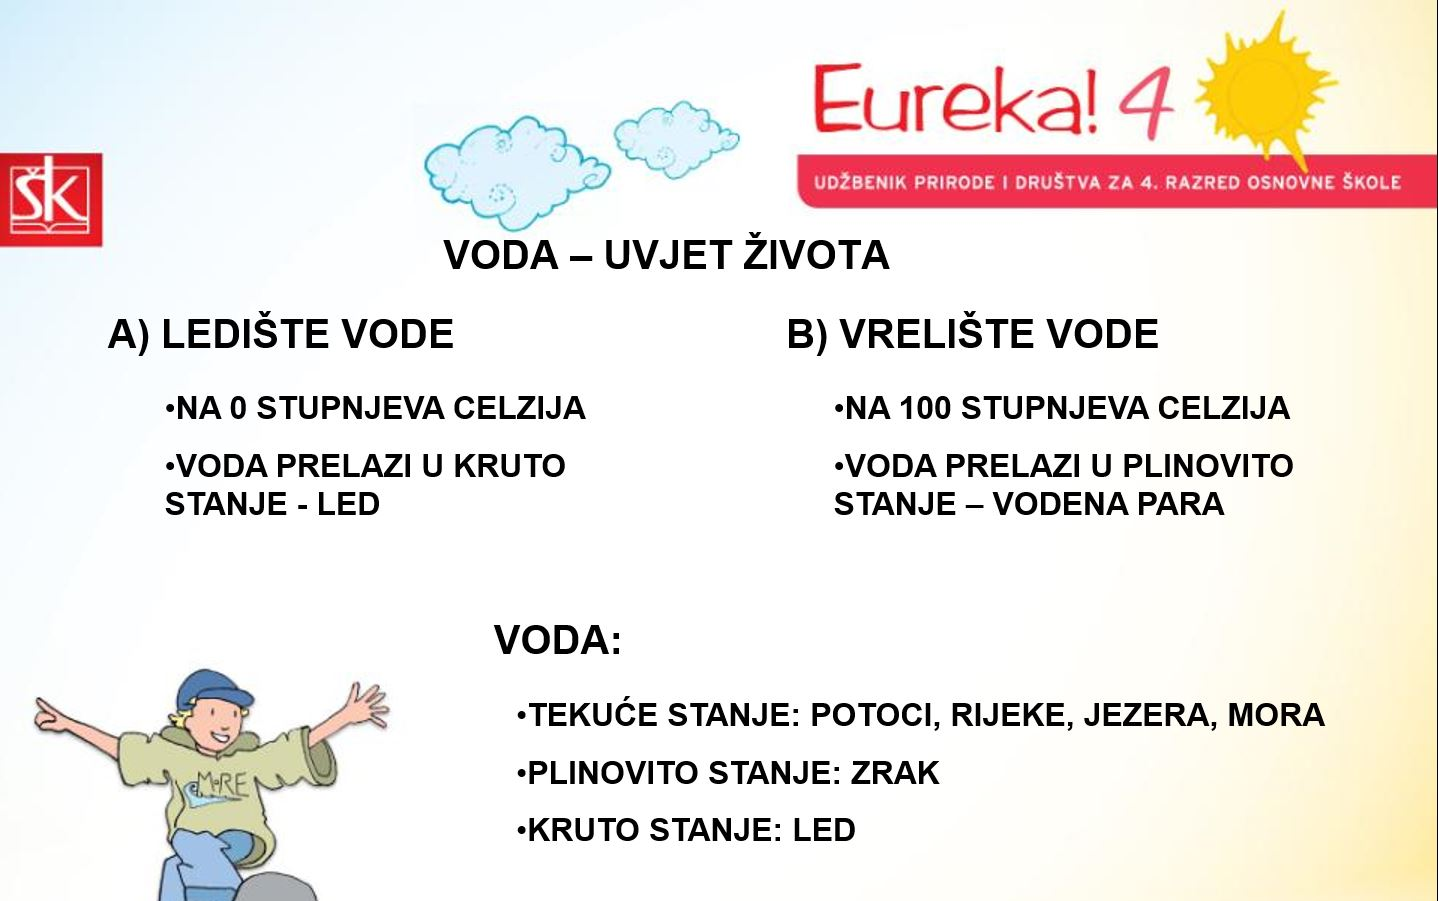 Eureka! 4
UDŽBENIK PRIRODE I DRUŠTVA ZA 4. RAZRED OSNOVNE ŠKOLE
ŠK
VODA – UVJET ŽIVOTA
A) LEDIŠTE VODE
•NA 0 STUPNJEVA CELZIJA
•VODA PRELAZI U KRUTO
STANJE - LED
B) VRELIŠTE VODE
•NA 100 STUPNJEVA CELZIJA
•VODA PRELAZI U PLINOVITO
STANJE – VODENA PARA
VODA:
•TEKUĆE STANJE: POTOCI, RIJEKE, JEZERA, MORA
•PLINOVITO STANJE: ZRAK
•KRUTO STANJE: LED
MORE